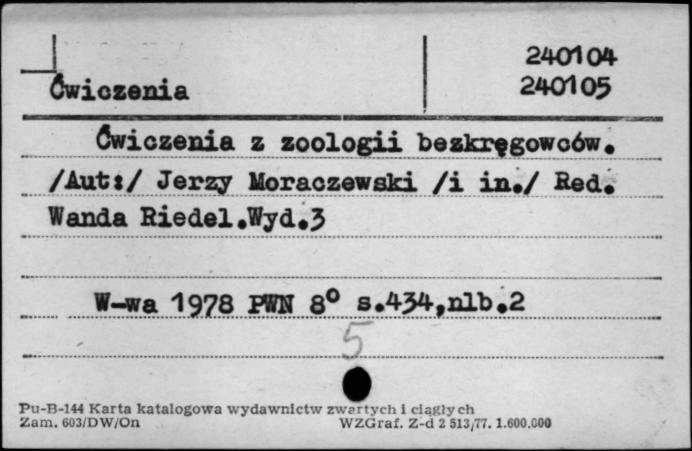 240104
Ćwiczenia 240105
Ćwiczenia z zoologii bezkręgowców.
/Aut:/ Jerzy Moraczewski /i in./ Red.
Wanda Riedel.Wyd.3
W-wa 1978 PWN 8° s.434,nlb.2
5
Pu-B-144 Karta katalogowa wydawnictw zwartych i ciągłych
Zam. 603/DW/On WZGraf. Z-d 2 513/77. 1.600.000